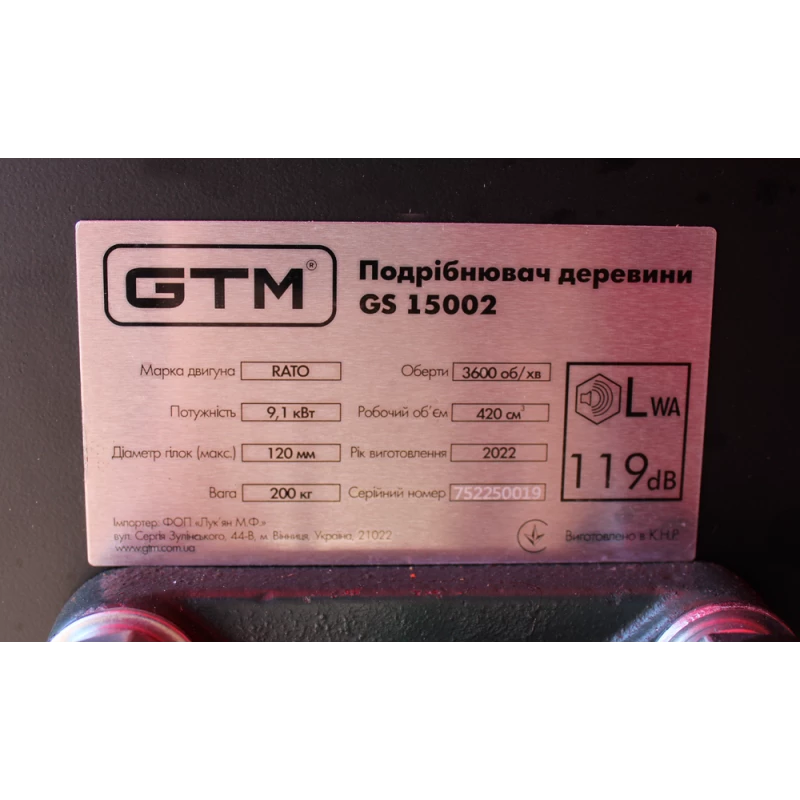 GTM®
Подрібнювач деревини
GS 15002
Марка двигуна RATO Оберти 3600 об/хв
Потужність 9,1 кВт Робочий об'єм 420 см³
Діаметр гілок (макс.) 120 мм Рік виготовлення 2022
Вага 200 кг Серійний номер 752250019
LWA
119dB
Імпортер: ФОП «Лук'ян М.Ф.»
вул. Сергія Зулінського, 44-В, м. Вінниця, Україна, 21022
www.gtm.com.ua
Виготовлено в К.Н.Р.